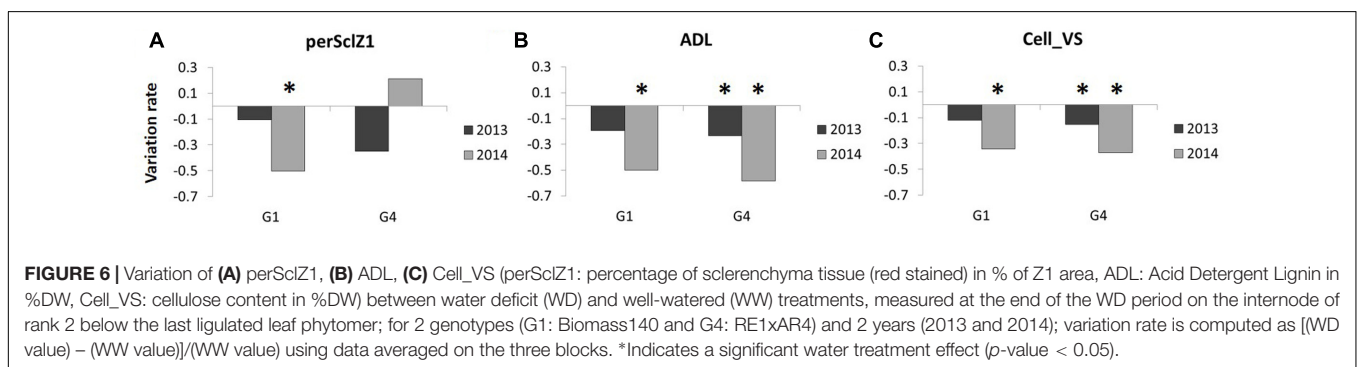 A perSclZ1 B ADL C Cell_VS
0.3 0.3 0.3
0.1 * 0.1 * * * 0.1 * * *
-0.1 -0.1 -0.1
-0.3 -0.3 -0.3
-0.5 -0.5 -0.5
-0.7 -0.7 -0.7
Variation rate
2013 2013 2013
2014 2014 2014
G1 G4 G1 G4 G1 G4
FIGURE 6 | Variation of (A) perSclZ1, (B) ADL, (C) Cell_VS (perSclZ1: percentage of sclerenchyma tissue (red stained) in % of Z1 area, ADL: Acid Detergent Lignin in
%DW, Cell_VS: cellulose content in %DW) between water deficit (WD) and well-watered (WW) treatments, measured at the end of the WD period on the internode of
rank 2 below the last ligulated leaf phytomer; for 2 genotypes (G1: Biomass140 and G4: RE1xAR4) and 2 years (2013 and 2014); variation rate is computed as [(WD
value) – (WW value)]/(WW value) using data averaged on the three blocks. *Indicates a significant water treatment effect (p-value < 0.05).